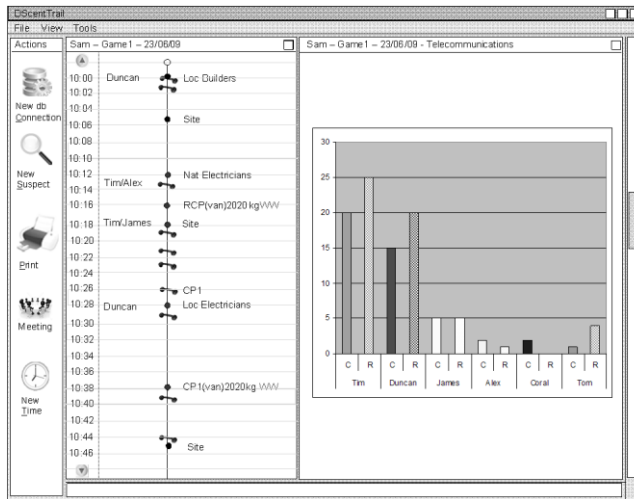 DScentTrail
File View Tools
Actions
New db
Connection
New
Suspect
Print
Meeting
New
Time
Sam – Game1 – 23/06/09
10:00 Duncan Loc Builders
10:02
10:04
10:06 Site
10:08
10:10
10:12 Nat Electricians
10:14 Tim/Alex
10:16 RCP(van)2020 kg
10:18 Tim/James Site
10:20
10:22
10:24
10:26 CP1
10:28 Duncan Loc Electricians
10:30
10:32
10:34
10:36
10:38 CP1(van)2020kg
10:40
10:42
10:44
10:46 Site
Sam – Game1 – 23/06/09 - Telecommunications
30
25
20
15
10
5
0
C R C R C R C R C R C R
Tim Duncan James Alex Coral Tom